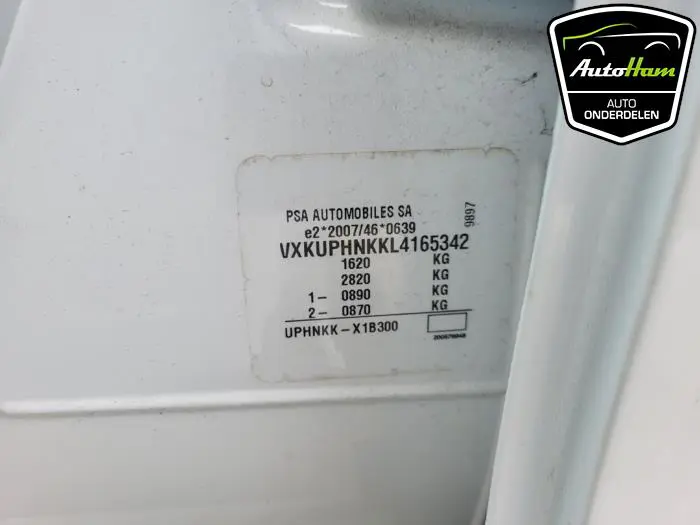 AutoHam
AUTO
ONDERDELEN
PSA AUTOMOBILES SA
e2*2007/46*0639
9897
VXKUPHNKKL4165342
1620 KG
2820 KG
1- 0890 KG
2- 0870 KG
UPHNKK-X1B300